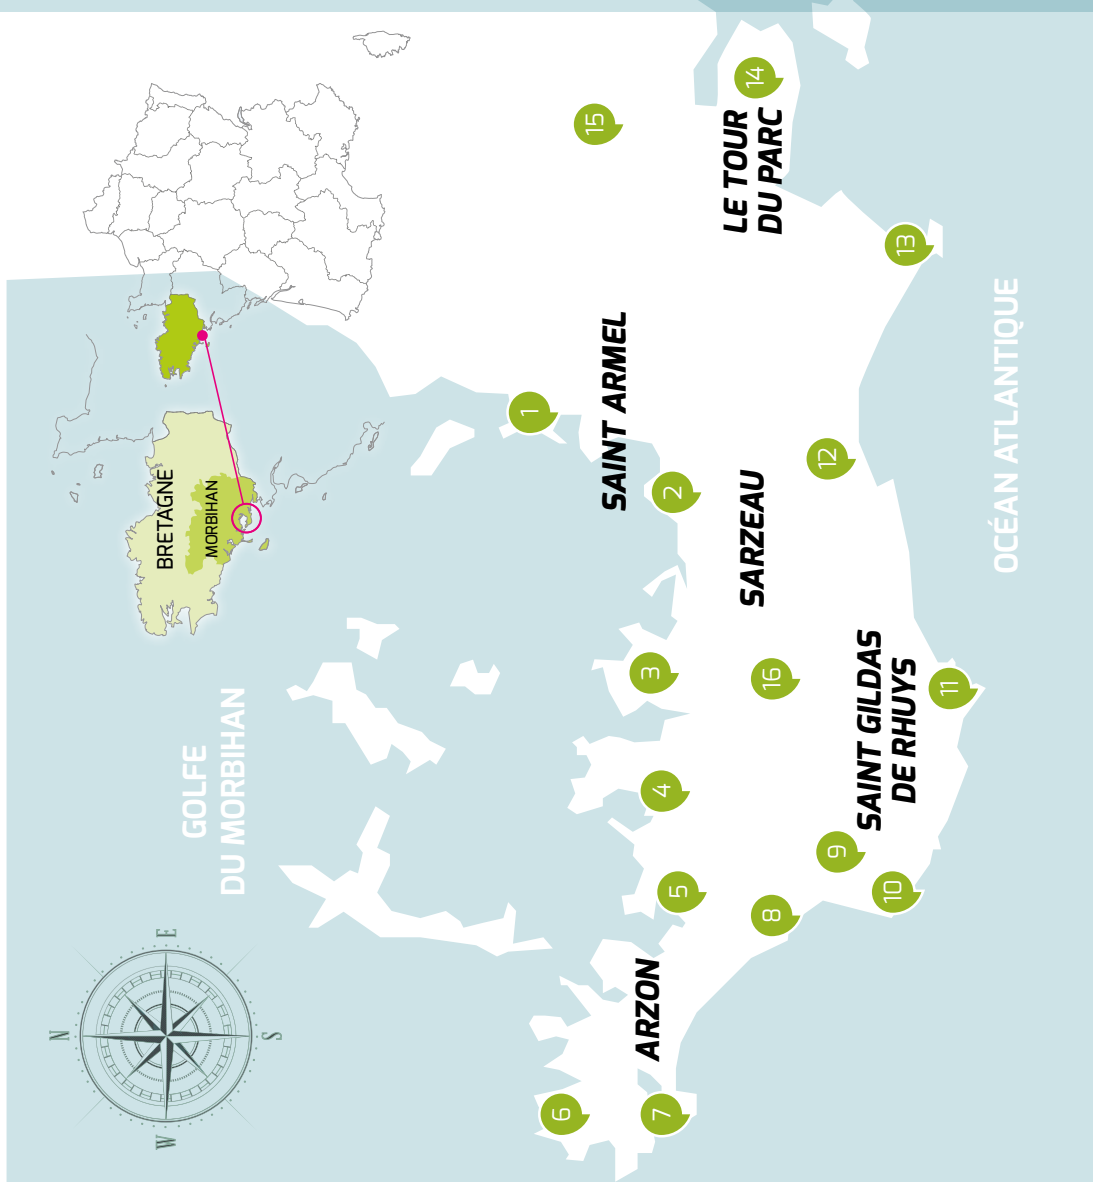 N
E
S
W
BRETAGNE
MORBIHAN
GOLFE
DU MORBIHAN
OCÉAN ATLANTIQUE
ARZON
SAINT ARMEL
SARZEAU
SAINT GILDAS
DE RHUYS
LE TOUR
DU PARC
1
2
3
4
5
6
7
8
9
10
11
12
13
14
15
16